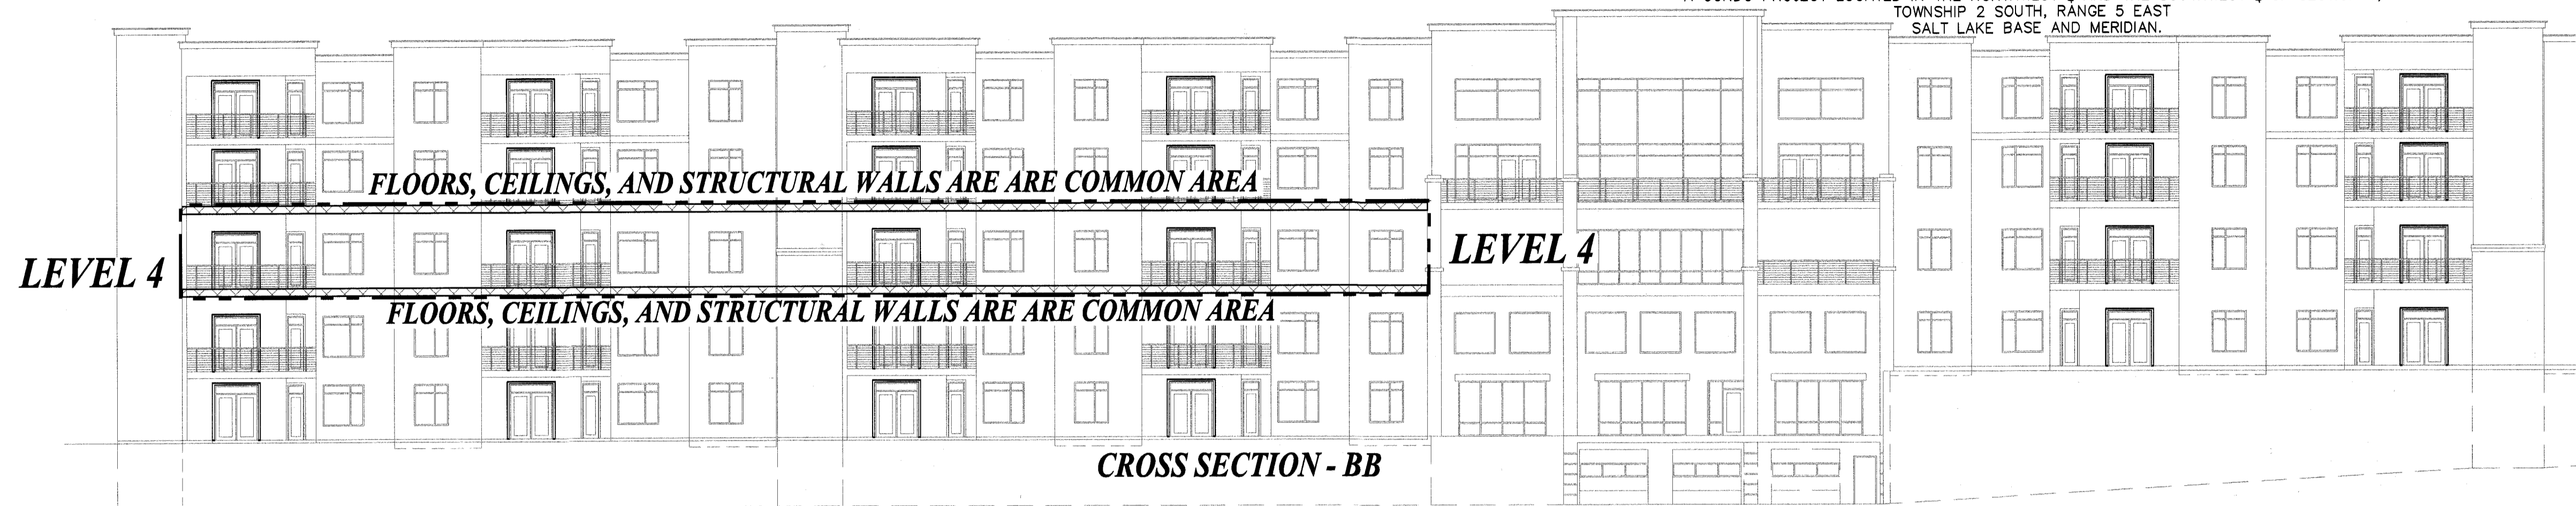 TOWNSHIP 2 SOUTH, RANGE 5 EAST
SALT LAKE BASE AND MERIDIAN.
FLOORS, CEILINGS, AND STRUCTURAL WALLS ARE ARE COMMON AREA
LEVEL 4
LEVEL 4
FLOORS, CEILINGS, AND STRUCTURAL WALLS ARE ARE COMMON AREA
CROSS SECTION - BB